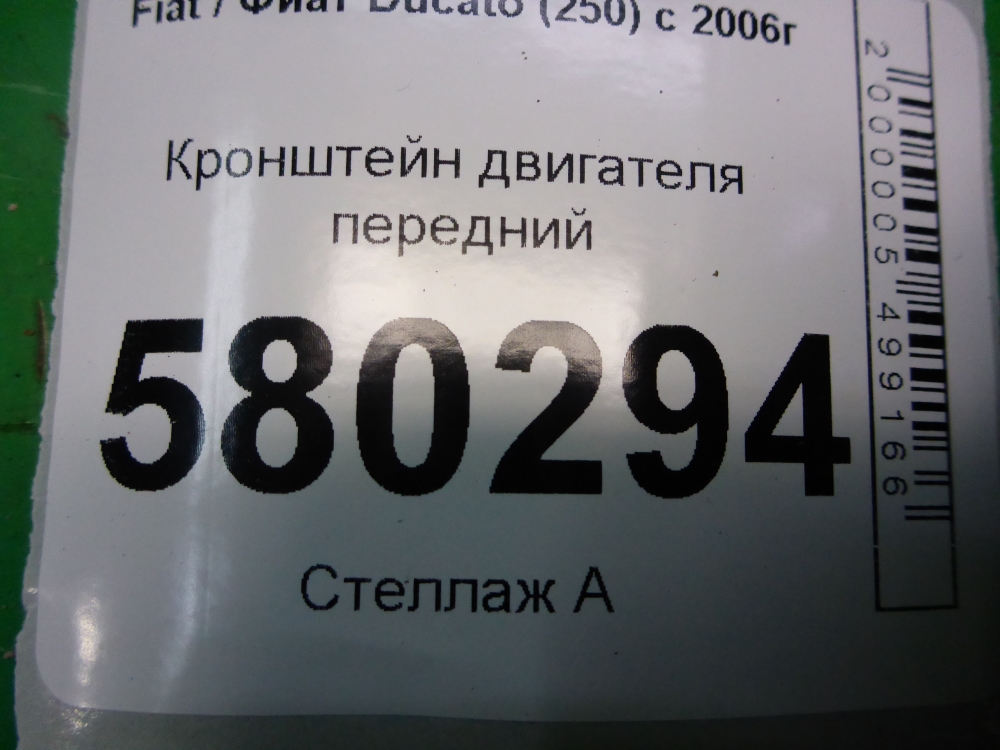 Fiat / Фиат Ducato (250) с 2006г
Кронштейн двигателя
передний
580294
Стеллаж А
2000005499166